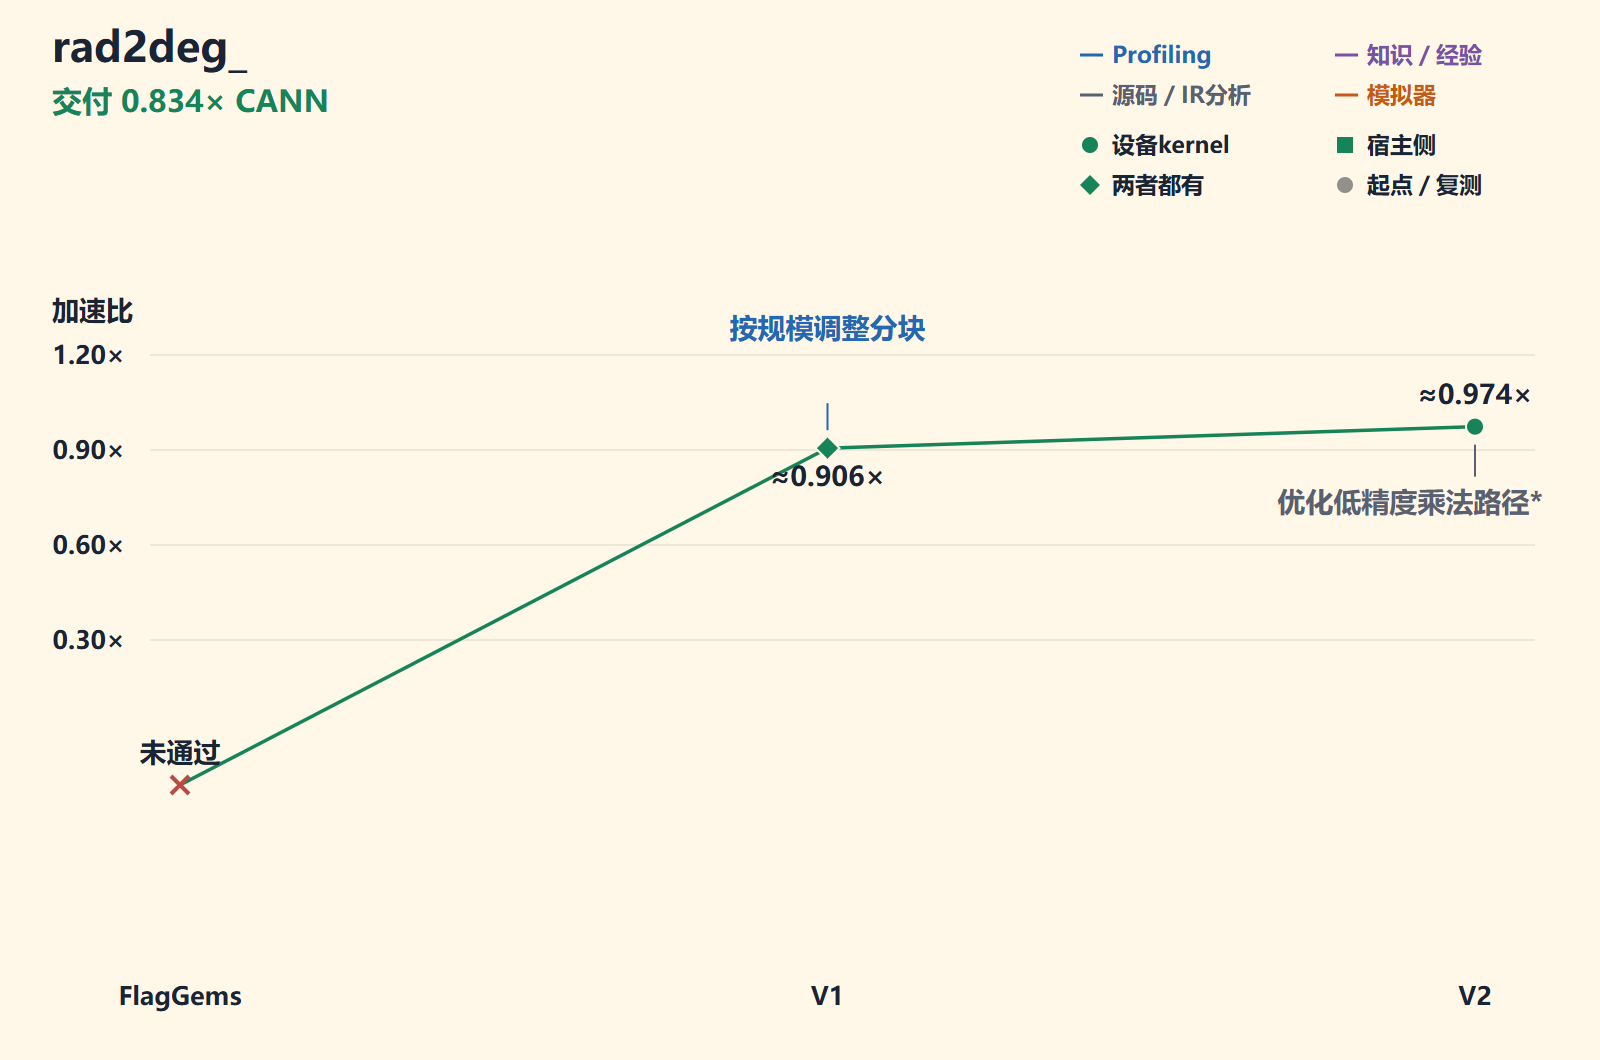 rad2deg_
交付 0.834× CANN
Profiling
知识 / 经验
源码 / IR分析
模拟器
设备kernel
宿主侧
两者都有
起点 / 复测
加速比
按规模调整分块
1.20×
≈0.974×
0.90×
≈0.906×
优化低精度乘法路径*
0.60×
0.30×
未通过
FlagGems
V1
V2